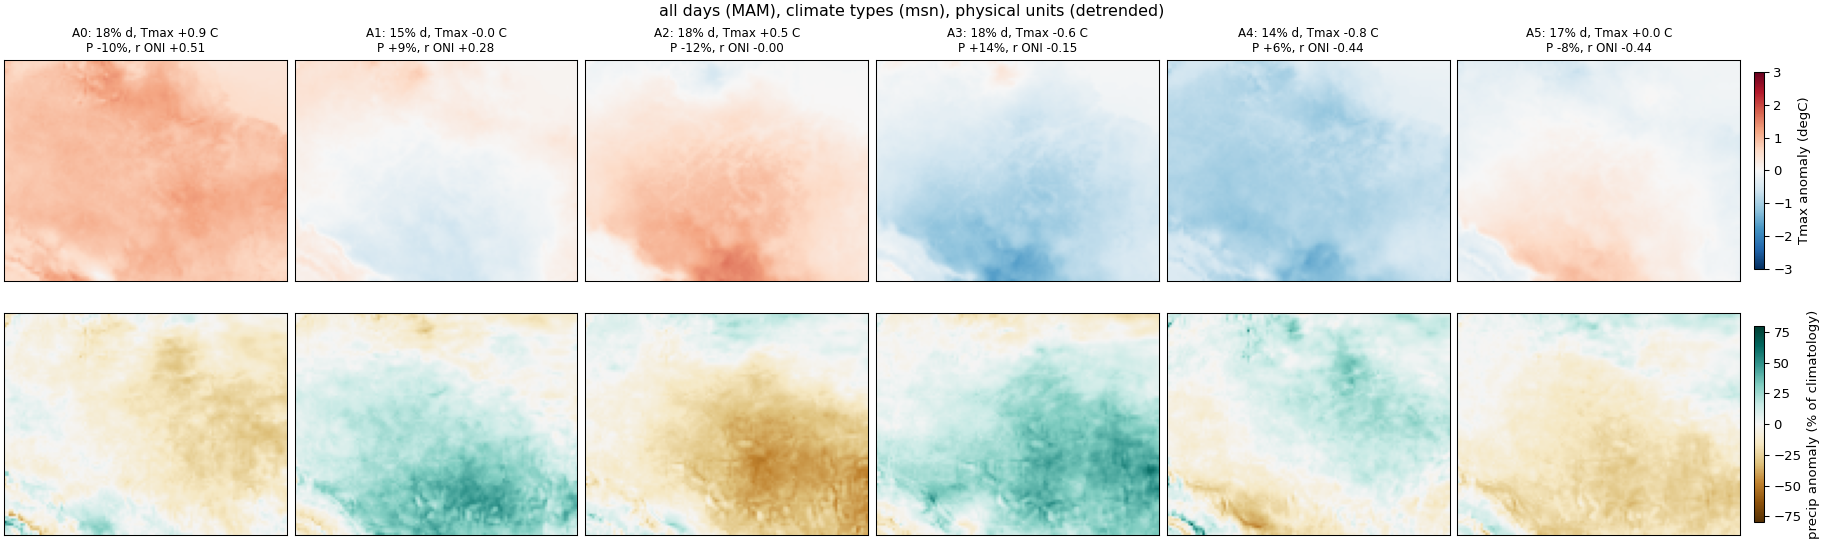 all days (MAM), climate types (msn), physical units (detrended)
A0: 18% d, Tmax +0.9 C
P -10%, r ONI +0.51
A1: 15% d, Tmax -0.0 C
P +9%, r ONI +0.28
A2: 18% d, Tmax +0.5 C
P -12%, r ONI -0.00
A3: 18% d, Tmax -0.6 C
P +14%, r ONI -0.15
A4: 14% d, Tmax -0.8 C
P +6%, r ONI -0.44
A5: 17% d, Tmax +0.0 C
P -8%, r ONI -0.44
3
2
1
0
−1
−2
−3
Tmax anomaly (degC)
75
50
25
0
−25
−50
−75
precip anomaly (% of climatology)